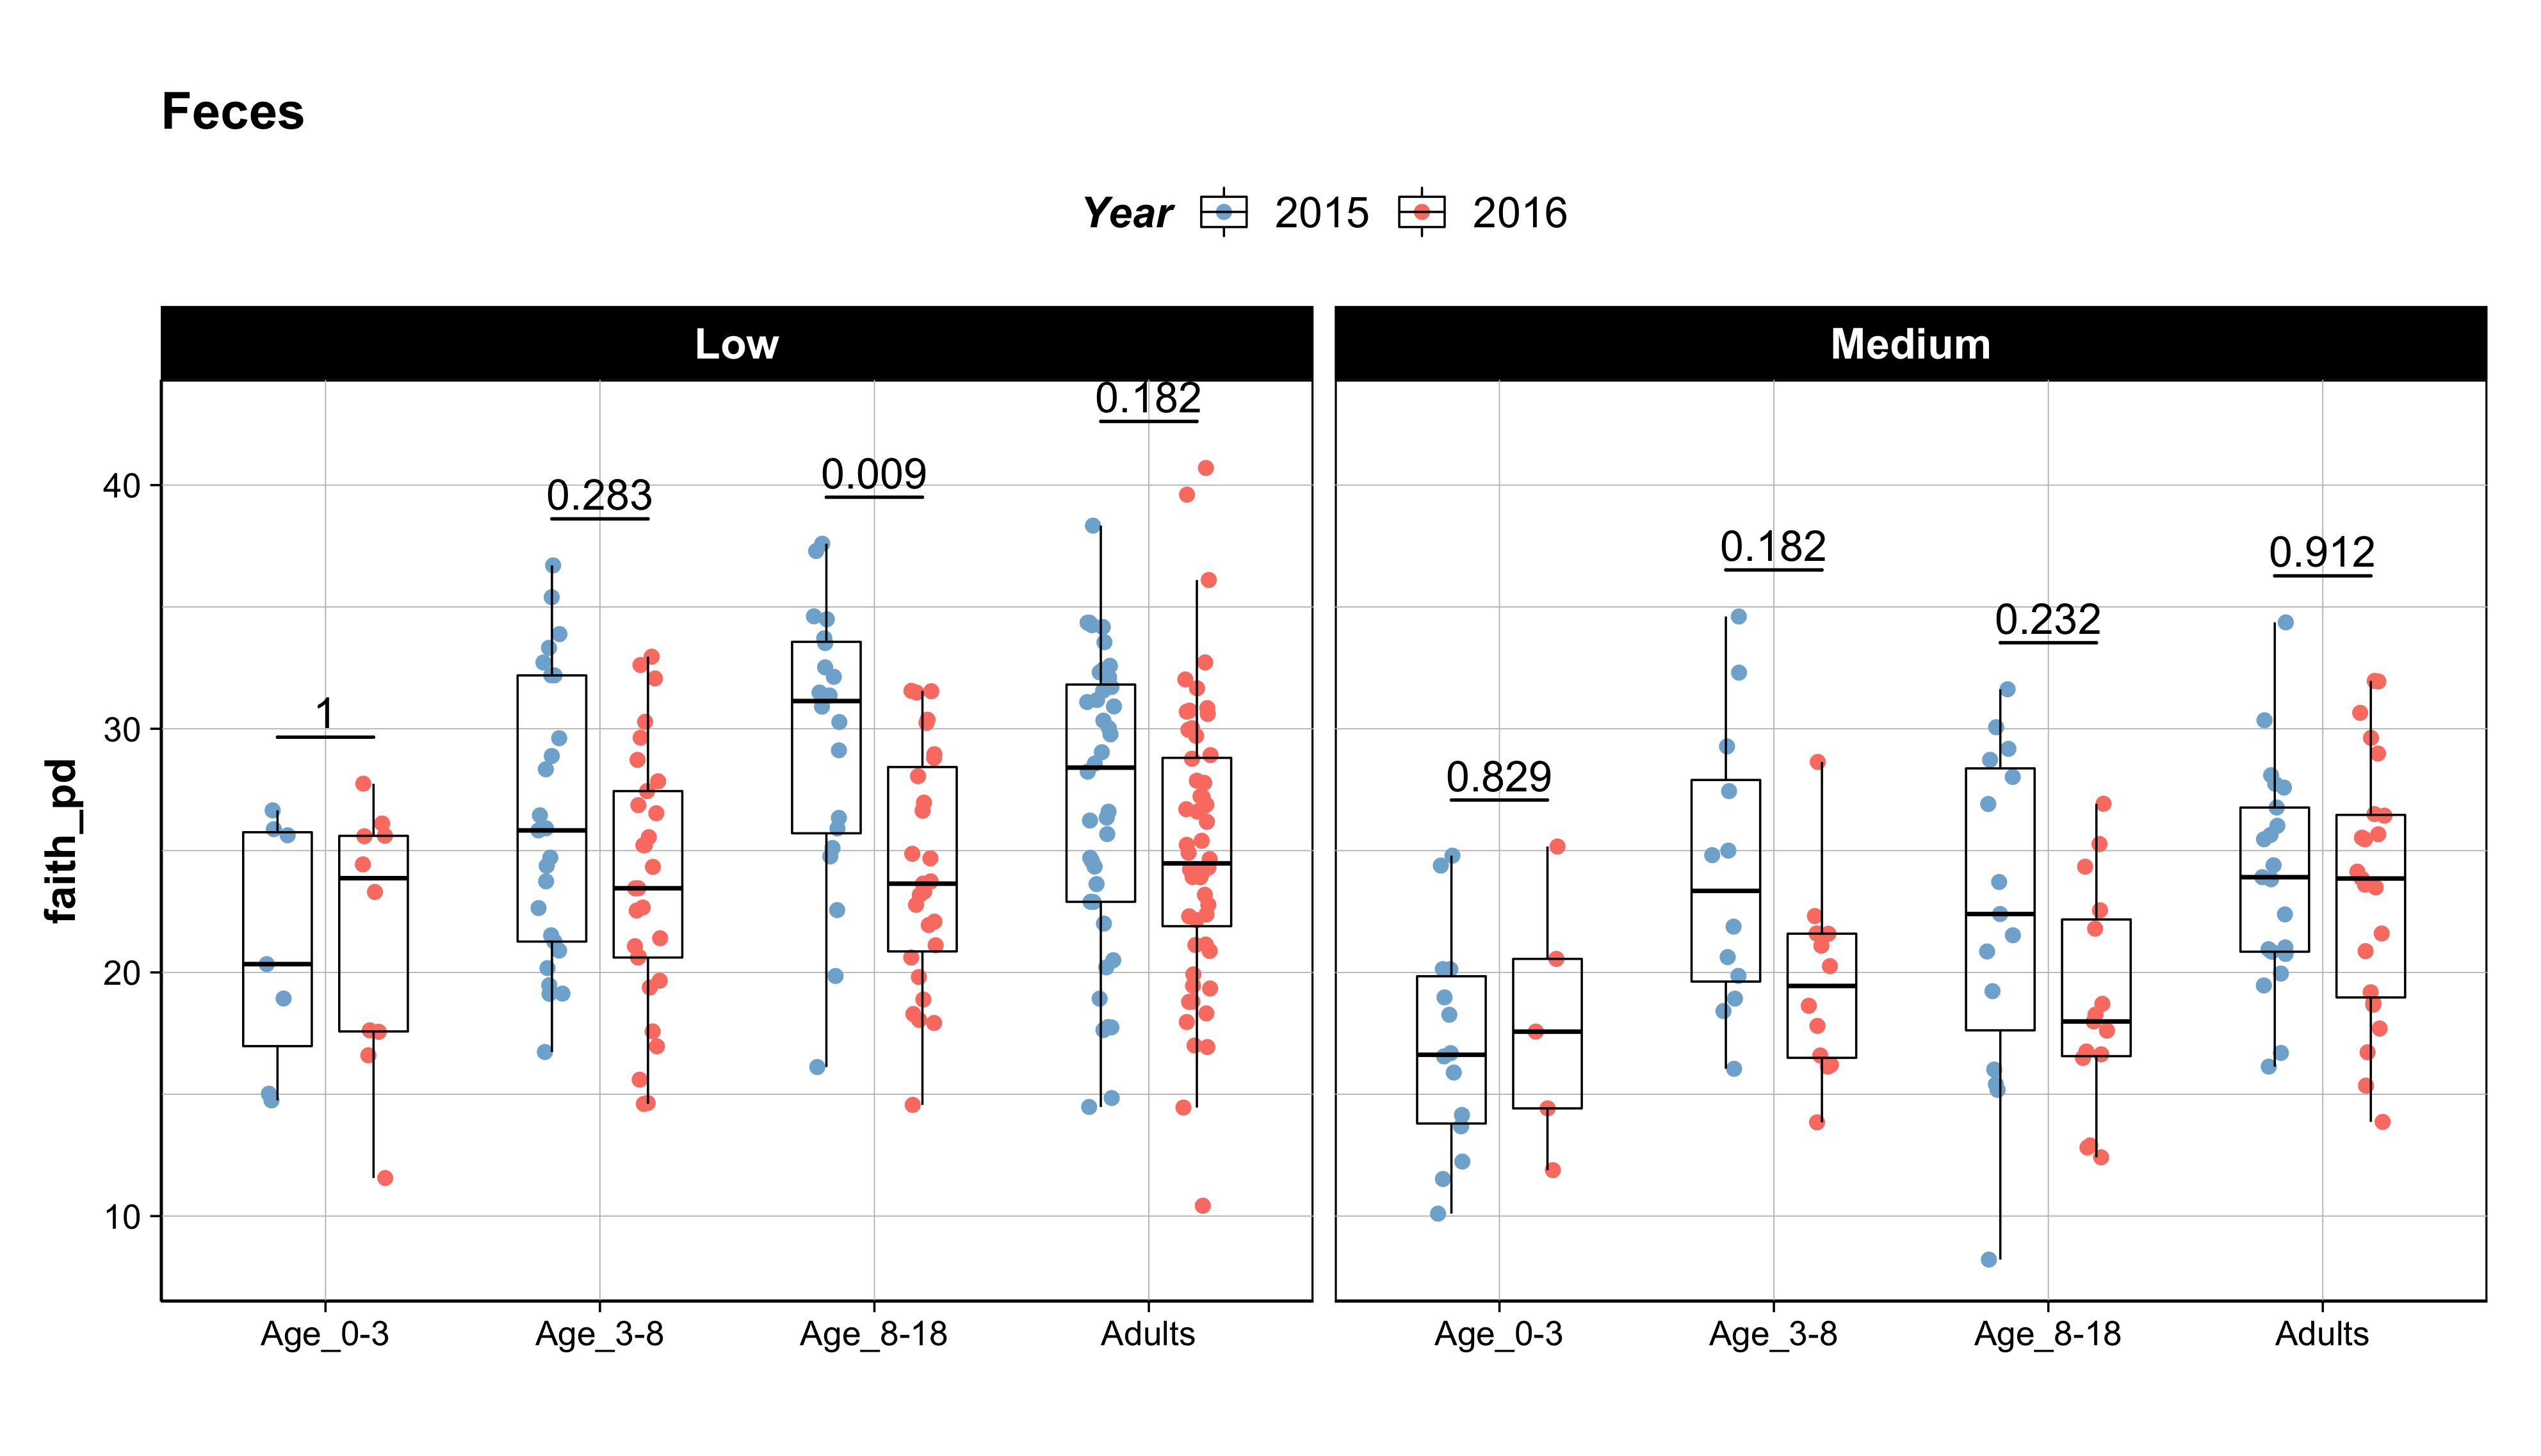 Feces
Year 2015 2016
Low Medium
0.182
0.283 0.009
0.182 0.912
0.232
1 0.829
faith_pd
40
30
20
10
Age_0-3 Age_3-8 Age_8-18 Adults Age_0-3 Age_3-8 Age_8-18 Adults